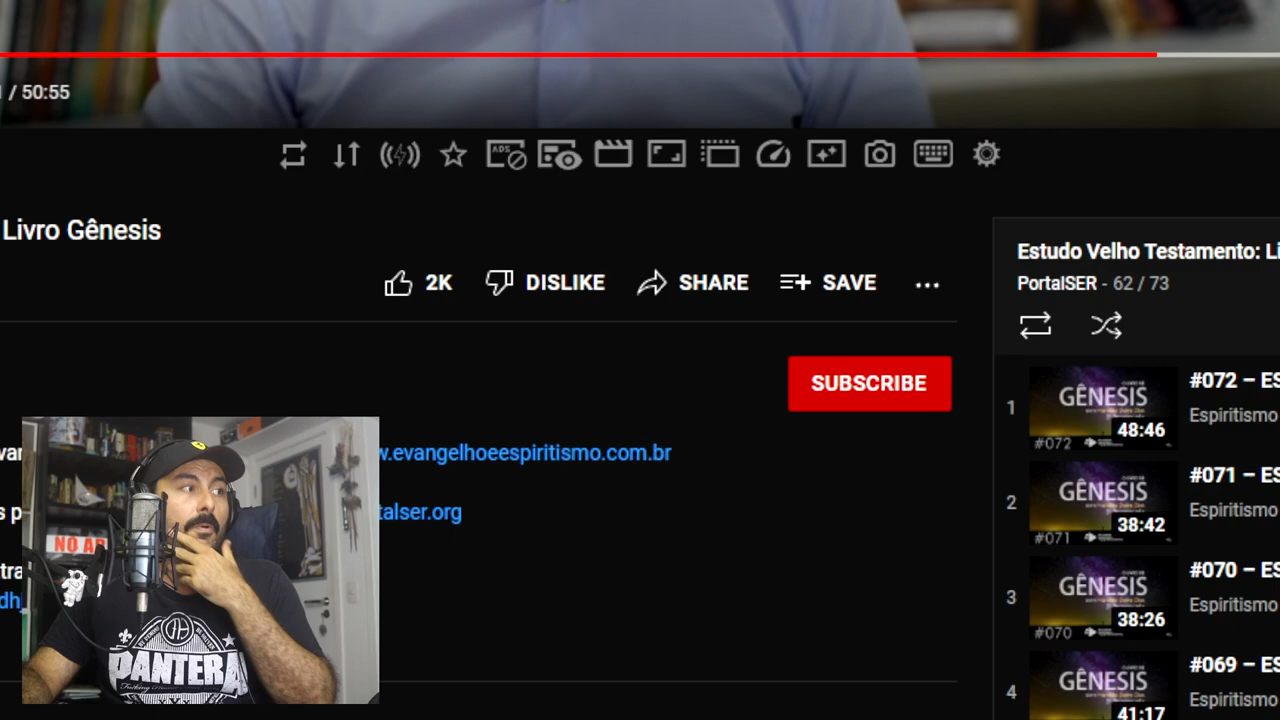 / 50:55
ADS
Livro Gênesis
2K
DISLIKE
SHARE
SAVE
SUBSCRIBE
.evangelhoeespiritismo.com.br
talser.org
NO AR
PANTERA
Estudo Velho Testamento: Li
PortalSER - 62 / 73
1
GÊNESIS
48:46
#072
#072 – ES
Espiritismo
2
GÊNESIS
38:42
#071
#071 – ES
Espiritismo
3
GÊNESIS
38:26
#070
#070 – ES
Espiritismo
4
GÊNESIS
41:17
#069 – ES
Espiritismo